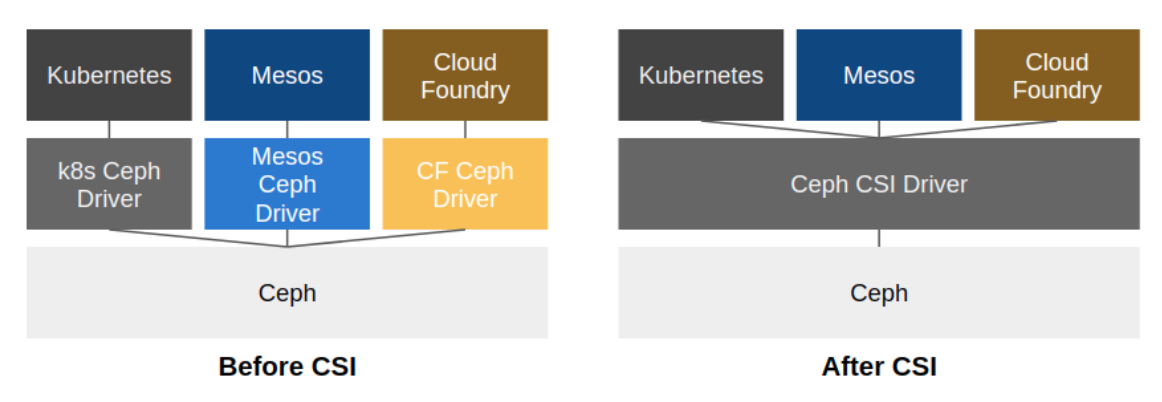 Kubernetes
Mesos
Cloud
Foundry
k8s Ceph
Driver
Mesos
Ceph
Driver
CF Ceph
Driver
Ceph
Before CSI
Kubernetes
Mesos
Cloud
Foundry
Ceph CSI Driver
Ceph
After CSI